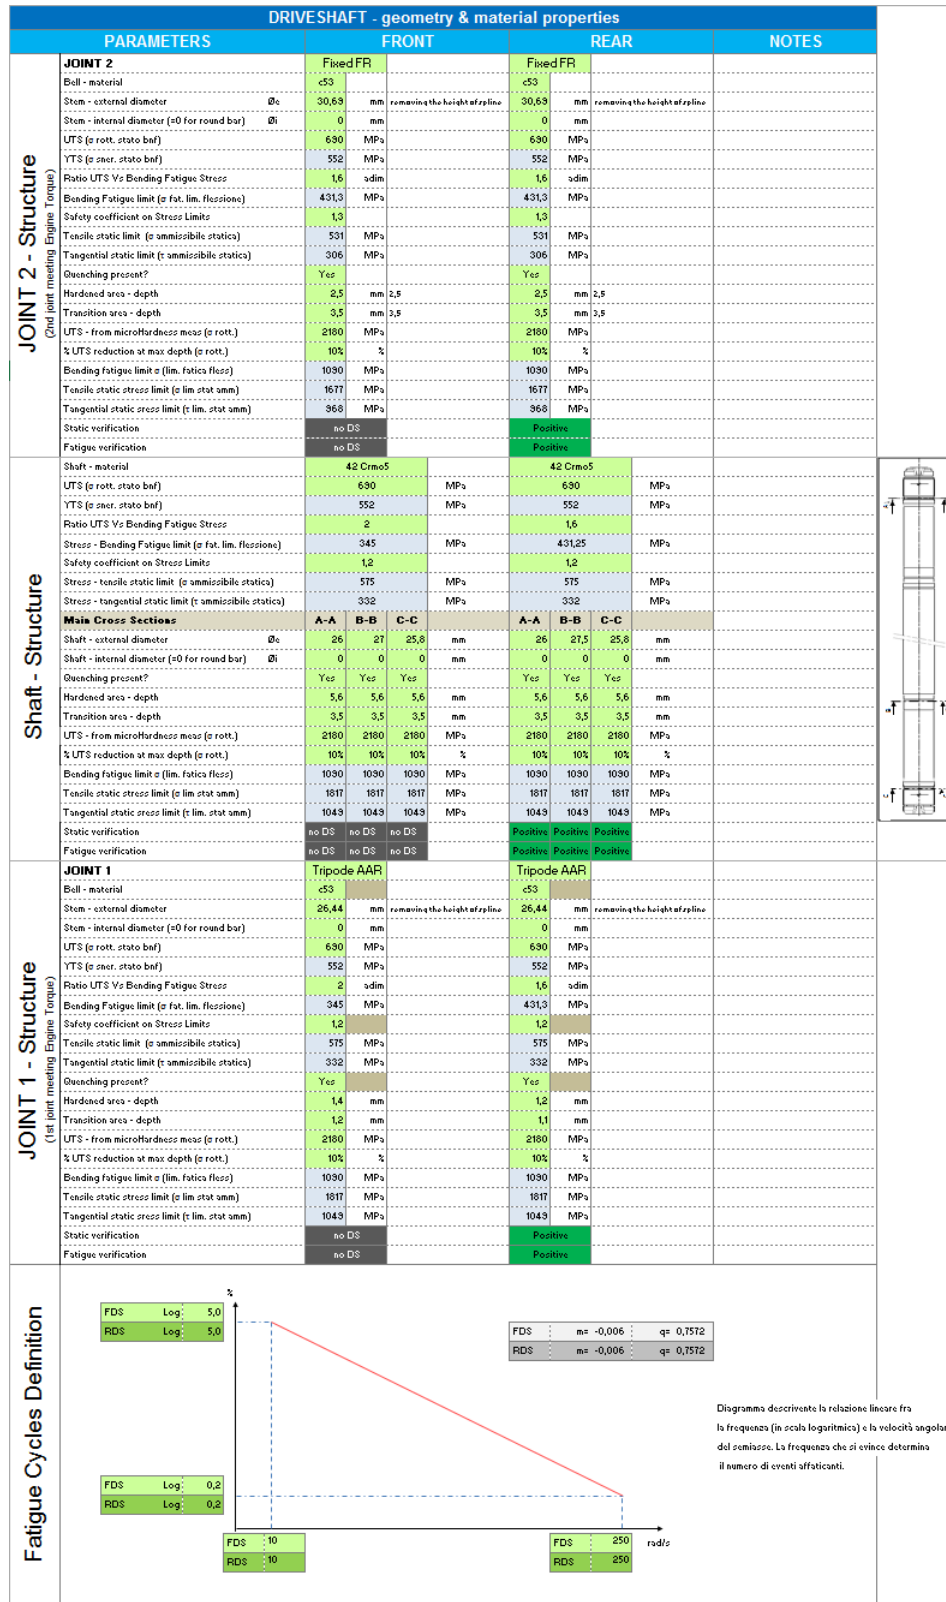 DRIVESHAFT - geometry & material properties
PARAMETERS FRONT REAR NOTES
JOINT 2 - Structure
(2nd joint meeting Engine Torque)
JOINT 2 Fixed FR Fixed FR
Bell - material c53 c53
Stem - external diameter Øe 30,69 mm removing the height of spline 30,69 mm removing the height of spline
Stem - internal diameter (=0 for round bar) Øi 0 mm 0 mm
UTS (σ rott. stato bnf) 690 MPa 690 MPa
YTS (σ sner. stato bnf) 552 MPa 552 MPa
Ratio UTS Vs Bending Fatigue Stress 1,6 adim 1,6 adim
Bending Fatigue limit (σ fat. lim. flessione) 431,3 MPa 431,3 MPa
Safety coefficient on Stress Limits 1,3 1,3
Tensile static limit (σ ammissibile statica) 531 MPa 531 MPa
Tangential static limit (τ ammissibile statica) 306 MPa 306 MPa
Quenching present? Yes Yes
Hardened area - depth 2,5 mm 2,5 2,5 mm 2,5
Transition area - depth 3,5 mm 3,5 3,5 mm 3,5
UTS - from microHardness meas (σ rott.) 2180 MPa 2180 MPa
% UTS reduction at max depth (σ rott.) 10% % 10% %
Bending fatigue limit σ (lim. fatica fless) 1090 MPa 1090 MPa
Tensile static stress limit (σ lim stat amm) 1677 MPa 1677 MPa
Tangential static sress limit (τ lim. stat amm) 968 MPa 968 MPa
Static verification no DS Positive
Fatigue verification no DS Positive
Shaft - Structure
Shaft - material 42 Crmo5 42 Crmo5
UTS (σ rott. stato bnf) 690 MPa 690 MPa
YTS (σ sner. stato bnf) 552 MPa 552 MPa
Ratio UTS Vs Bending Fatigue Stress 2 1,6
Stress - Bending Fatigue limit (σ fat. lim. flessione) 345 MPa 431,25 MPa
Safety coefficient on Stress Limits 1,2 1,2
Stress - tensile static limit (σ ammissibile statica) 575 MPa 575 MPa
Stress - tangential static limit (τ ammissibile statica) 332 MPa 332 MPa
Main Cross Sections A-A B-B C-C A-A B-B C-C
Shaft - external diameter Øe 26 27 25,8 mm 26 27,5 25,8 mm
Shaft - internal diameter (=0 for round bar) Øi 0 0 0 mm 0 0 0 mm
Quenching present? Yes Yes Yes Yes Yes Yes
Hardened area - depth 5,6 5,6 5,6 mm 5,6 5,6 5,6 mm
Transition area - depth 3,5 3,5 3,5 mm 3,5 3,5 3,5 mm
UTS - from microHardness meas (σ rott.) 2180 2180 2180 MPa 2180 2180 2180 MPa
% UTS reduction at max depth (σ rott.) 10% 10% 10% % 10% 10% 10% %
Bending fatigue limit σ (lim. fatica fless) 1090 1090 1090 MPa 1090 1090 1090 MPa
Tensile static stress limit (σ lim stat amm) 1817 1817 1817 MPa 1817 1817 1817 MPa
Tangential static sress limit (τ lim. stat amm) 1049 1049 1049 MPa 1049 1049 1049 MPa
Static verification no DS no DS no DS Positive Positive Positive
Fatigue verification no DS no DS no DS Positive Positive Positive
JOINT 1 - Structure
(1st joint meeting Engine Torque)
JOINT 1 Tripode AAR Tripode AAR
Bell - material c53 c53
Stem - external diameter 26,44 mm removing the height of spline 26,44 mm removing the height of spline
Stem - internal diameter (=0 for round bar) 0 mm 0 mm
UTS (σ rott. stato bnf) 690 MPa 690 MPa
YTS (σ sner. stato bnf) 552 MPa 552 MPa
Ratio UTS Vs Bending Fatigue Stress 2 adim 1,6 adim
Bending Fatigue limit (σ fat. lim. flessione) 345 MPa 431,3 MPa
Safety coefficient on Stress Limits 1,2 1,2
Tensile static limit (σ ammissibile statica) 575 MPa 575 MPa
Tangential static limit (τ ammissibile statica) 332 MPa 332 MPa
Quenching present? Yes Yes
Hardened area - depth 1,4 mm 1,2 mm
Transition area - depth 1,2 mm 1,1 mm
UTS - from microHardness meas (σ rott.) 2180 MPa 2180 MPa
% UTS reduction at max depth (σ rott.) 10% % 10% %
Bending fatigue limit σ (lim. fatica fless) 1090 MPa 1090 MPa
Tensile static stress limit (σ lim stat amm) 1817 MPa 1817 MPa
Tangential static sress limit (τ lim. stat amm) 1049 MPa 1049 MPa
Static verification no DS Positive
Fatigue verification no DS Positive
Fatigue Cycles Definition
%
FDS Log 5,0
RDS Log 5,0
FDS m= -0,006 q= 0,7572
RDS m= -0,006 q= 0,7572
Diagramma descrivente la relazione lineare fra
la frequenza (in scala logaritmica) e la velocità angolar
del semiasse. La frequenza che si evince determina
il numero di eventi affaticanti.
FDS Log 0,2
RDS Log 0,2
FDS 10 FDS 250 rad/s
RDS 10 RDS 250